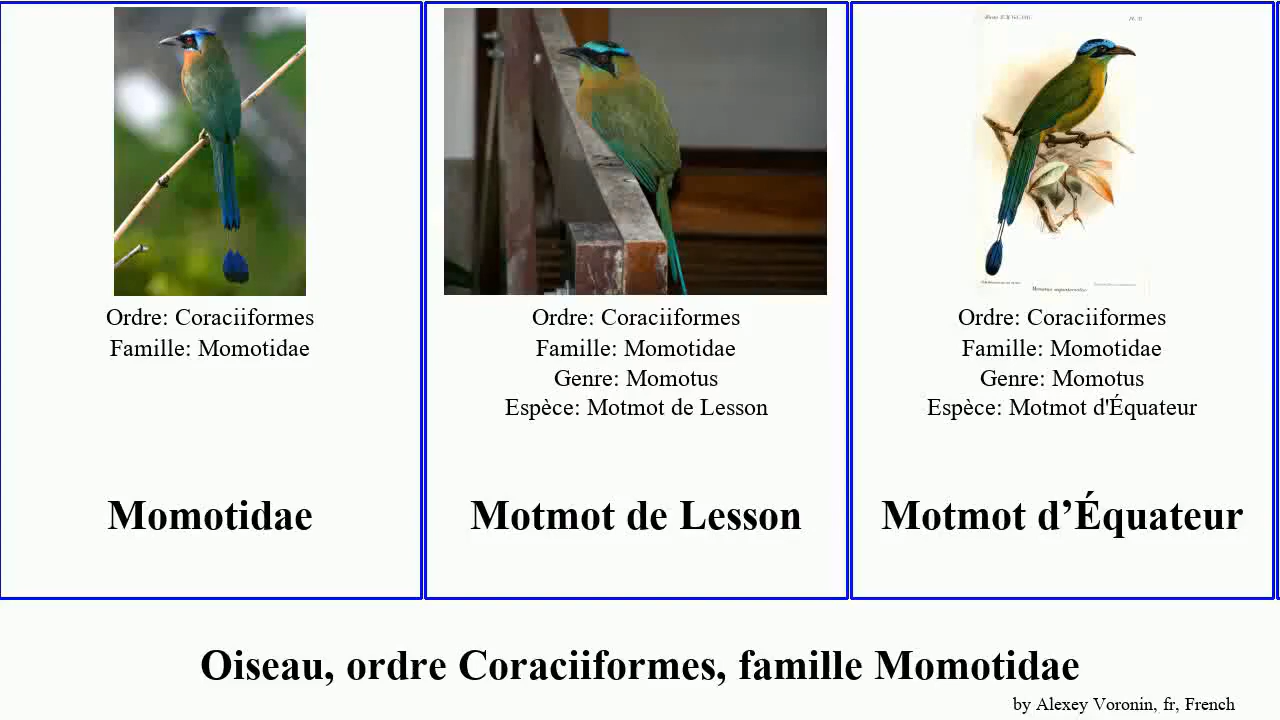 Ordre: Coraciiformes
Famille: Momotidae
Momotidae
Ordre: Coraciiformes
Famille: Momotidae
Genre: Momotus
Espèce: Motmot de Lesson
Motmot de Lesson
Ordre: Coraciiformes
Famille: Momotidae
Genre: Momotus
Espèce: Motmot d'Équateur
Motmot d’Équateur
Oiseau, ordre Coraciiformes, famille Momotidae
by Alexey Voronin, fr, French